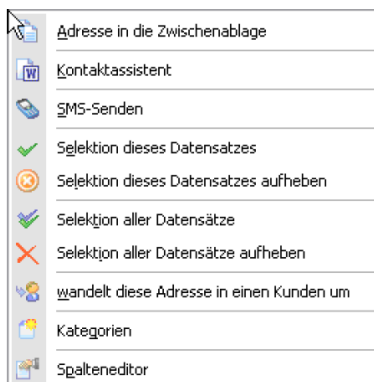 Adresse in die Zwischenablage
Kontaktassistent
SMS-Senden
Selektion dieses Datensatzes
Selektion dieses Datensatzes aufheben
Selektion aller Datensätze
Selektion aller Datensätze aufheben
wandelt diese Adresse in einen Kunden um
Kategorien
Spalteneditor